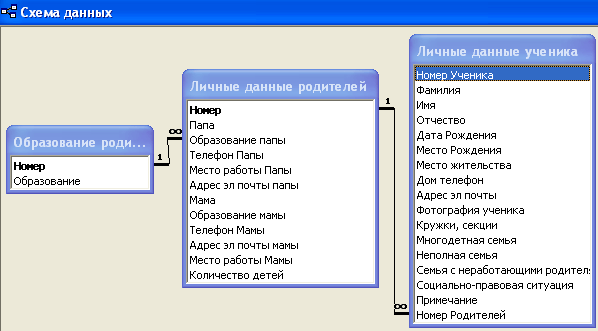 Схема данных
Образование роди...
Номер
Образование
1
∞
Личные данные родителей
Номер
Папа
Образование папы
Телефон Папы
Место работы Папы
Адрес эл почты папы
Мама
Образование мамы
Телефон Мамы
Адрес эл почты мамы
Место работы Мамы
Количество детей
1
∞
Личные данные ученика
Номер Ученика
Фамилия
Имя
Отчество
Дата Рождения
Место Рождения
Место жительства
Дом телефон
Адрес эл почты
Фотография ученика
Кружки, секции
Многодетная семья
Неполная семья
Семья с неработающими родител
Социально-правовая ситуация
Примечание
Номер Родителей